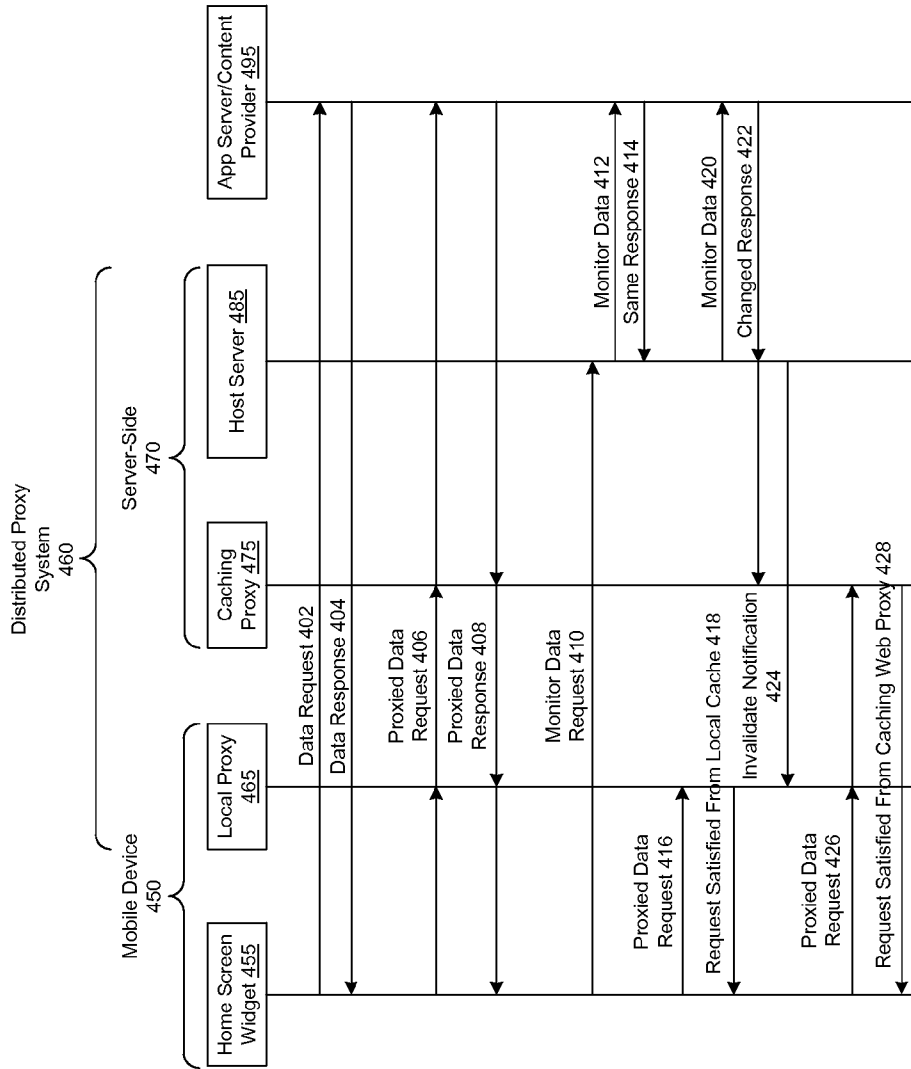 Distributed Proxy
System
460
Mobile Device
450
Server-Side
470
Home Screen
Widget 455
Local Proxy
465
Caching
Proxy 475
Host Server 485
App Server/Content
Provider 495
Data Request 402
Data Response 404
Proxied Data
Request 406
Proxied Data
Response 408
Monitor Data
Request 410
Monitor Data 412
Same Response 414
Proxied Data
Request 416
Request Satisfied From Local Cache 418
Monitor Data 420
Changed Response 422
Invalidate Notification
424
Proxied Data
Request 426
Request Satisfied From Caching Web Proxy 428